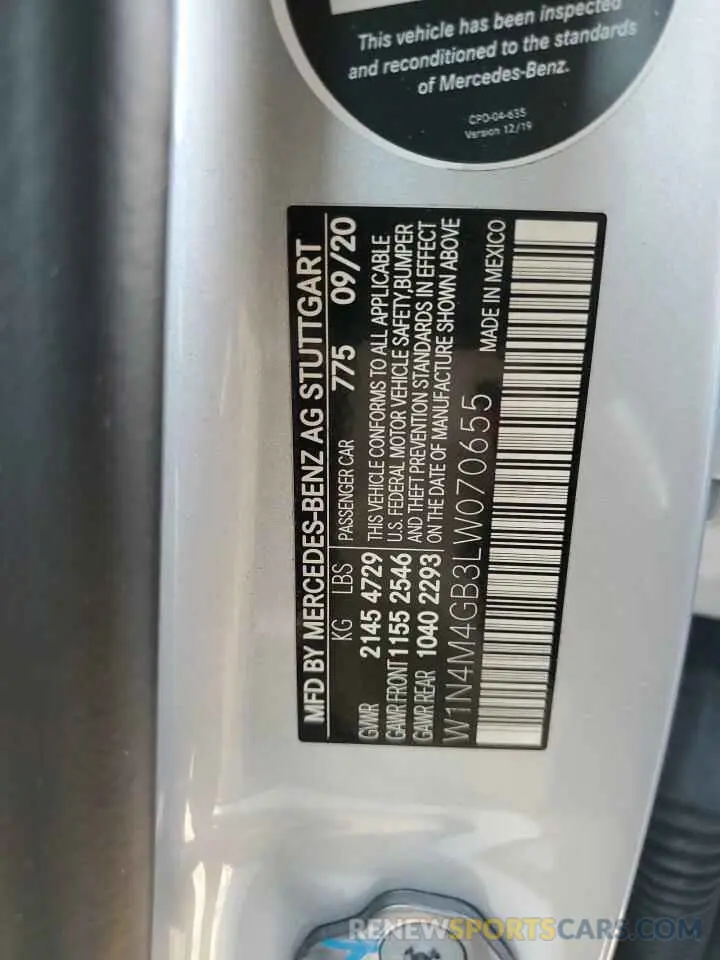 This vehicle has been inspected
and reconditioned to the standards
of Mercedes-Benz.
CPO-04-635
Version 12/19
MFD BY MERCEDES-BENZ AG STUTTGART
KG LBS PASSENGER CAR 775 09/20
GVWR 2145 4729
GAWR FRONT 1155 2546
GAWR REAR 1040 2293
THIS VEHICLE CONFORMS TO ALL APPLICABLE
U.S. FEDERAL MOTOR VEHICLE SAFETY,BUMPER
AND THEFT PREVENTION STANDARDS IN EFFECT
ON THE DATE OF MANUFACTURE SHOWN ABOVE
W1N4M4GB3LW070655
MADE IN MEXICO
RENEWSPORTSCARS.COM